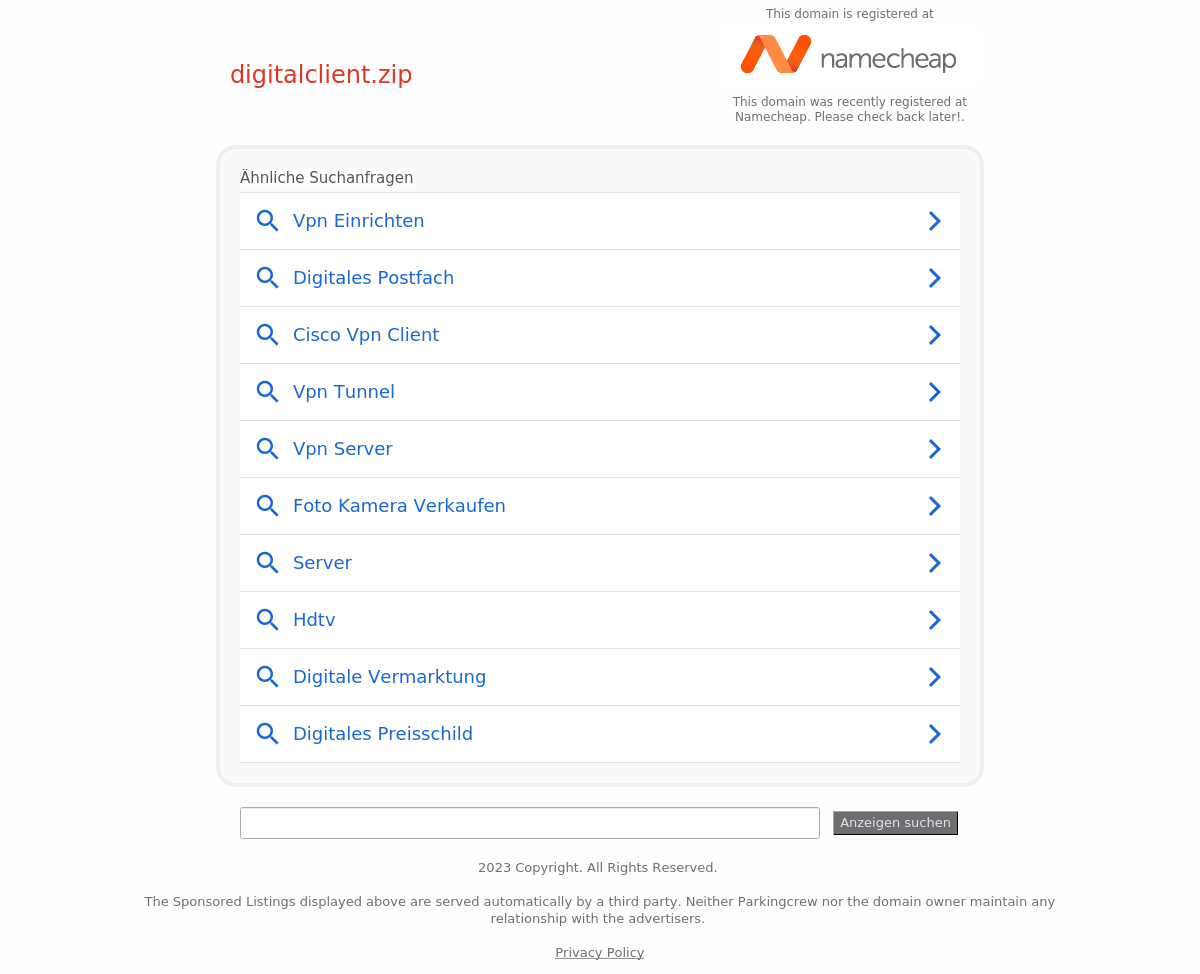 This domain is registered at
namecheap
digitalclient.zip
This domain was recently registered at
Namecheap. Please check back later!.
Ähnliche Suchanfragen
Vpn Einrichten
Digitales Postfach
Cisco Vpn Client
Vpn Tunnel
Vpn Server
Foto Kamera Verkaufen
Server
Hdtv
Digitale Vermarktung
Digitales Preisschild
Anzeigen suchen
2023 Copyright. All Rights Reserved.
The Sponsored Listings displayed above are served automatically by a third party. Neither Parkingcrew nor the domain owner maintain any
relationship with the advertisers.
Privacy Policy